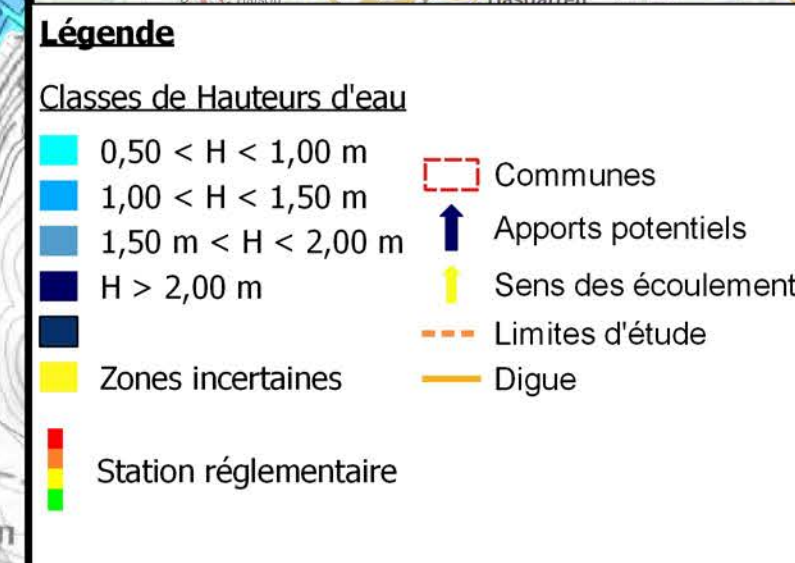 Légende
Classes de Hauteurs d'eau
0,50 < H < 1,00 m
1,00 < H < 1,50 m
1,50 m < H < 2,00 m
H > 2,00 m
Zones incertaines
Station réglementaire
Communes
Apports potentiels
Sens des écoulement
Limites d'étude
Digue